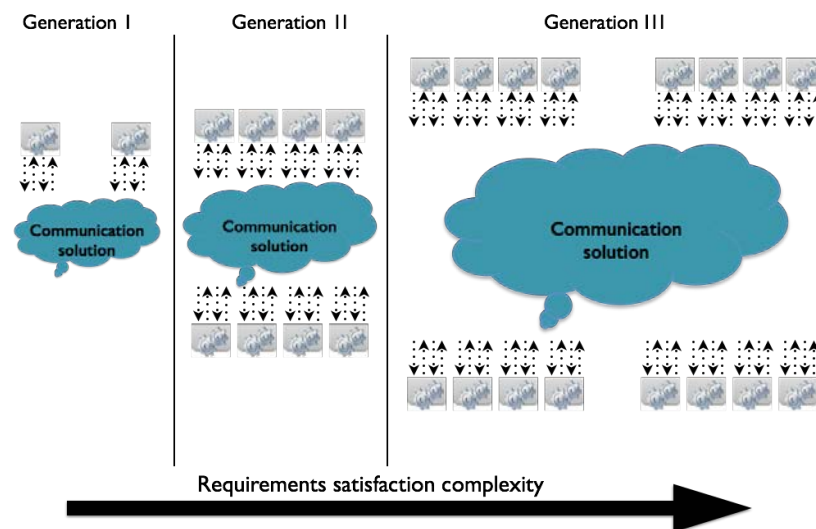 Generation I
Generation II
Generation III
Communication
solution
Communication
solution
Communication
solution
Requirements satisfaction complexity